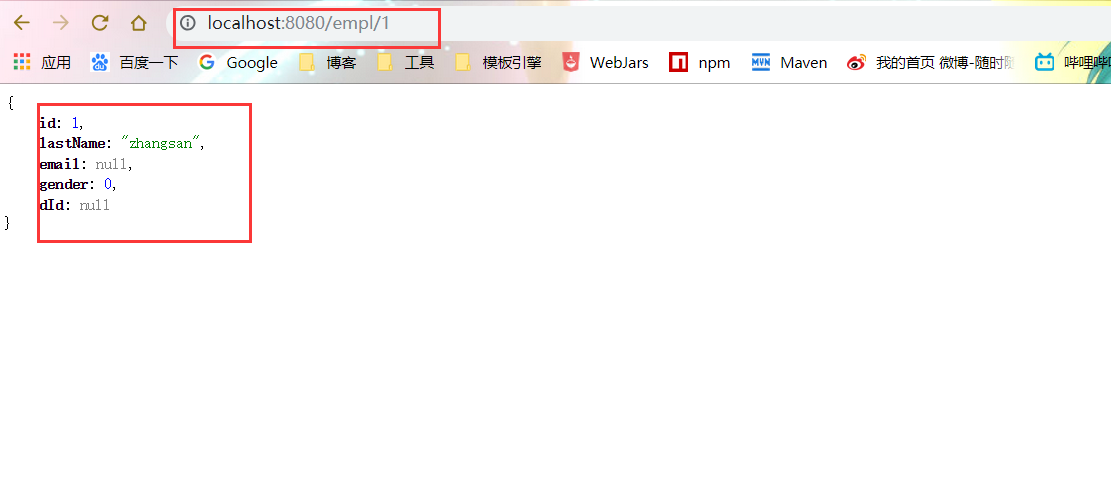 localhost:8080/empl/1
应用 百度一下 Google 博客 工具 模板引擎 WebJars npm Maven 我的首页 微博-随时随 哔哩哔
{
id: 1,
lastName: "zhangsan",
email: null,
gender: 0,
dId: null
}